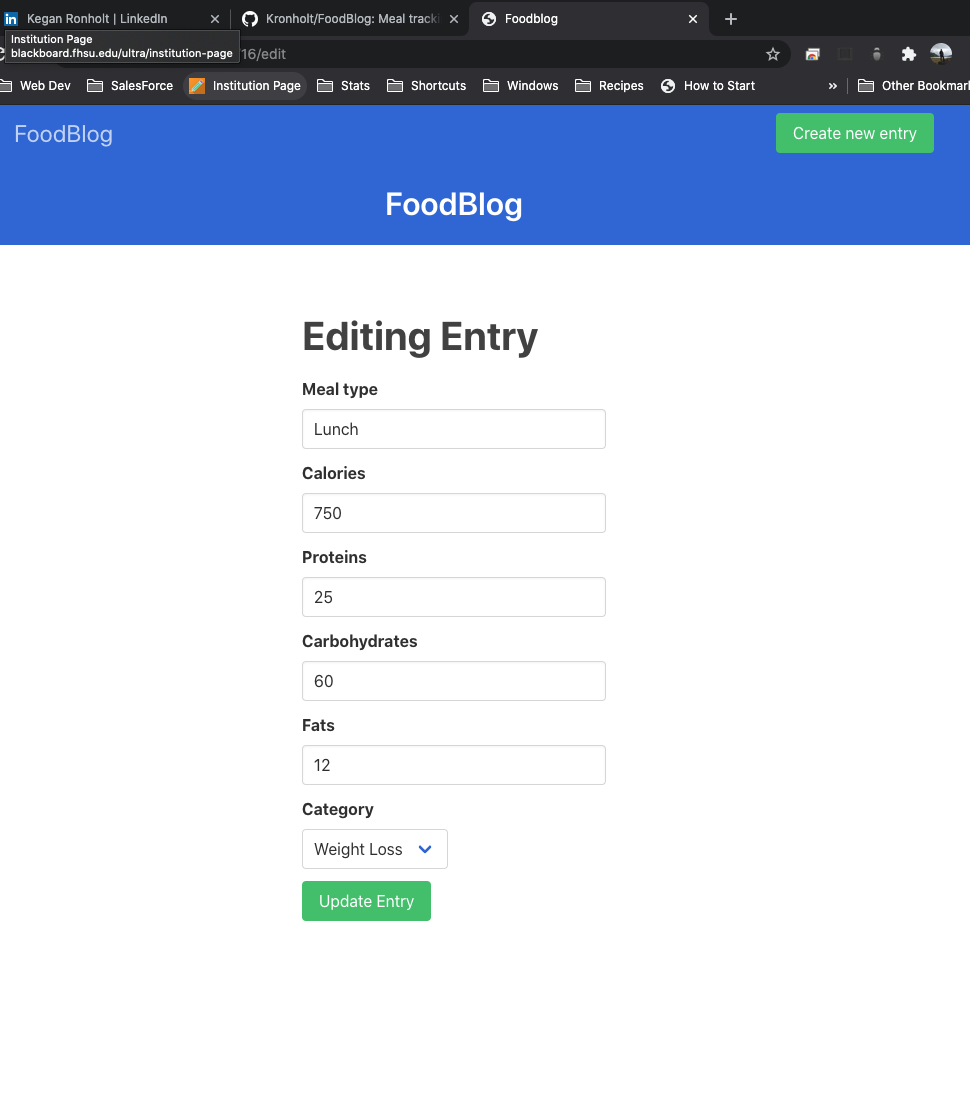 Kegan Ronholt | LinkedIn
Kronholt/FoodBlog: Meal tracki
Foodblog
Institution Page
blackboard.fhsu.edu/ultra/institution-page
16/edit
Web Dev
SalesForce
Institution Page
Stats
Shortcuts
Windows
Recipes
How to Start
»
Other Bookmark
FoodBlog
Create new entry
FoodBlog
Editing Entry
Meal type
Lunch
Calories
750
Proteins
25
Carbohydrates
60
Fats
12
Category
Weight Loss
Update Entry